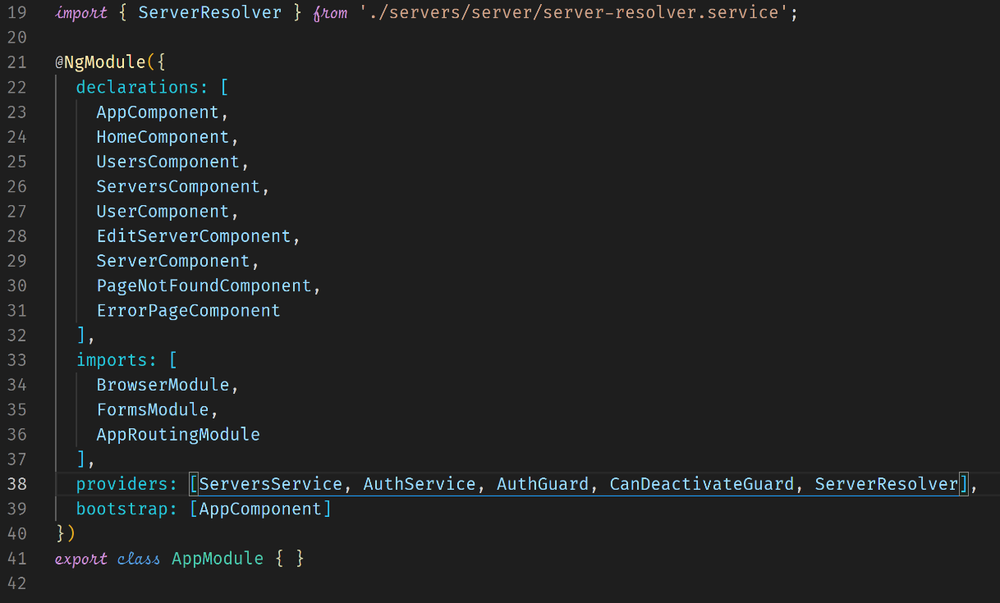 19 import { ServerResolver } from './servers/server/server-resolver.service';
20
21 @NgModule({
22   declarations: [
23     AppComponent,
24     HomeComponent,
25     UsersComponent,
26     ServersComponent,
27     UserComponent,
28     EditServerComponent,
29     ServerComponent,
30     PageNotFoundComponent,
31     ErrorPageComponent
32   ],
33   imports: [
34     BrowserModule,
35     FormsModule,
36     AppRoutingModule
37   ],
38   providers: [ServersService, AuthService, AuthGuard, CanDeactivateGuard, ServerResolver],
39   bootstrap: [AppComponent]
40 })
41 export class AppModule { }
42